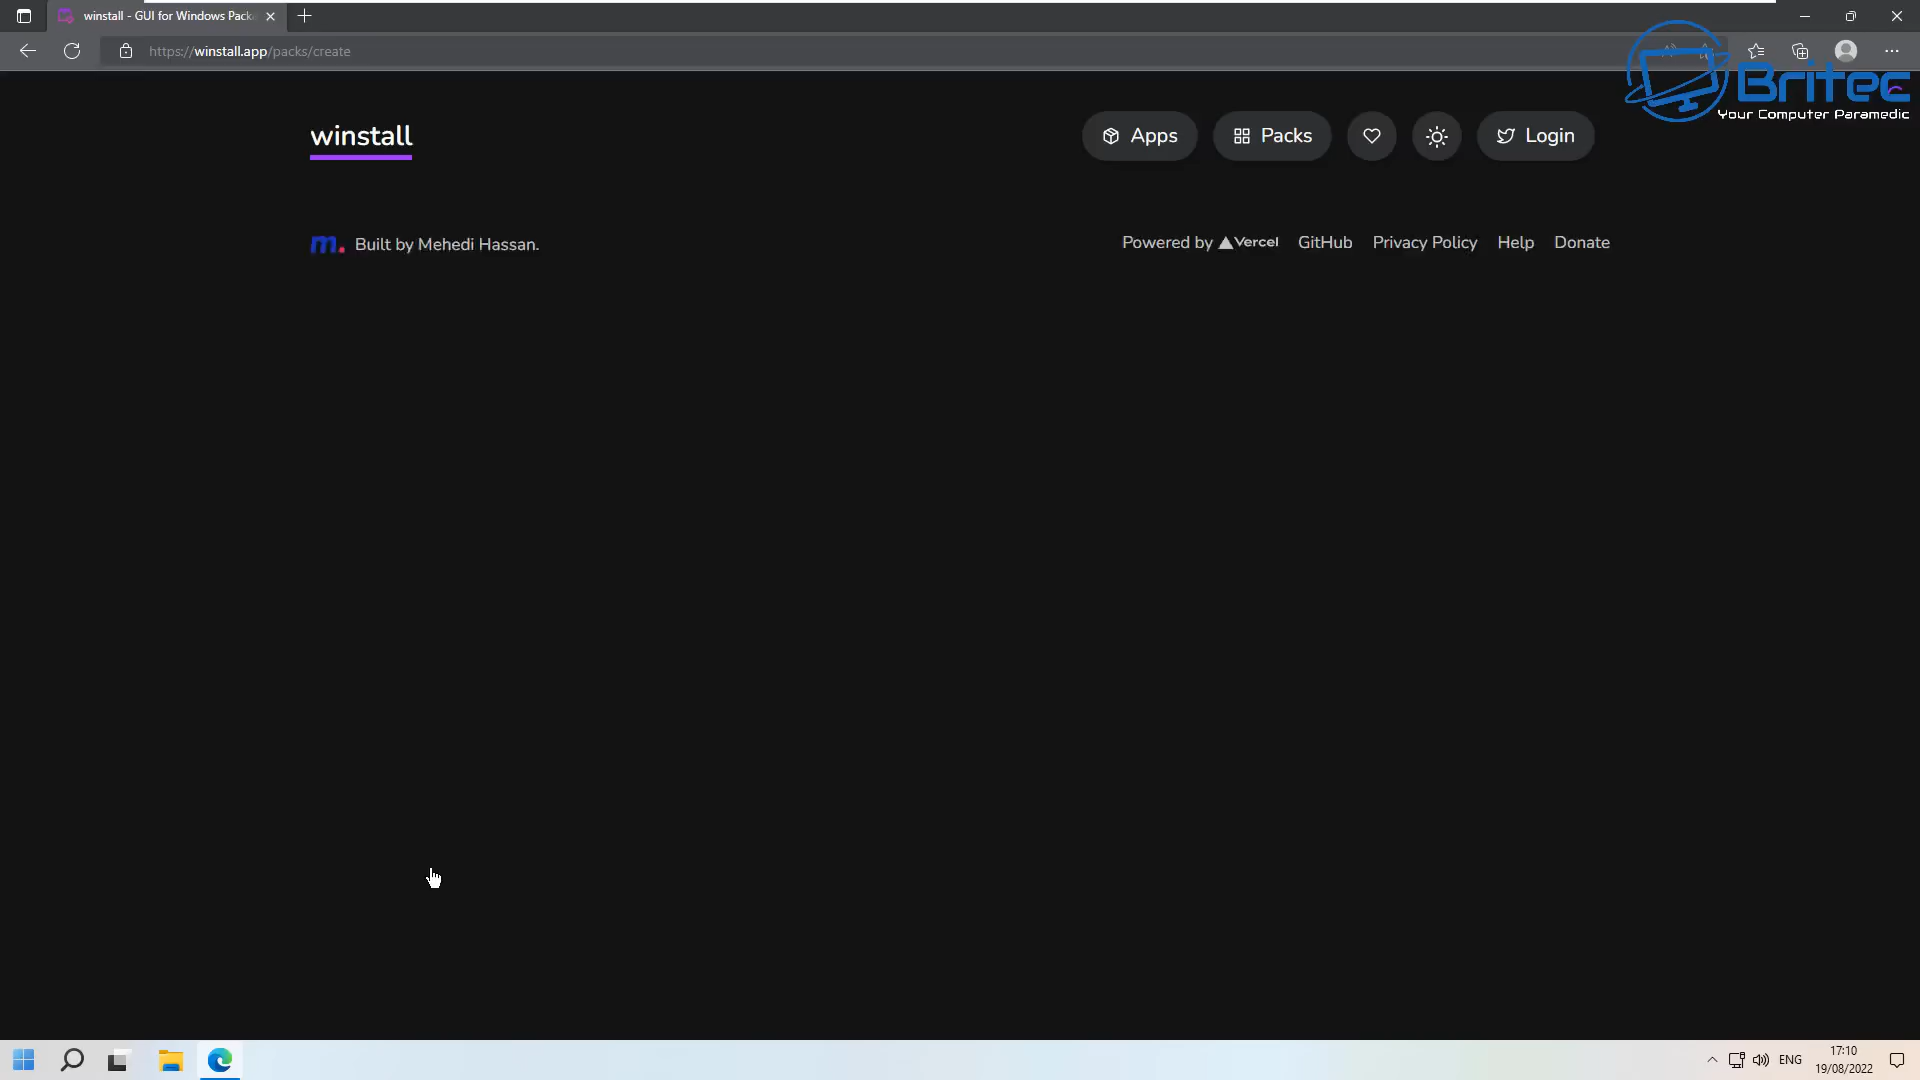 winstall - GUI for Windows Pack
https://winstall.app/packs/create
Britec
Your Computer Paramedic
winstall
Apps
Packs
Login
m. Built by Mehedi Hassan.
Powered by Vercel
GitHub
Privacy Policy
Help
Donate
ENG
17:10
19/08/2022